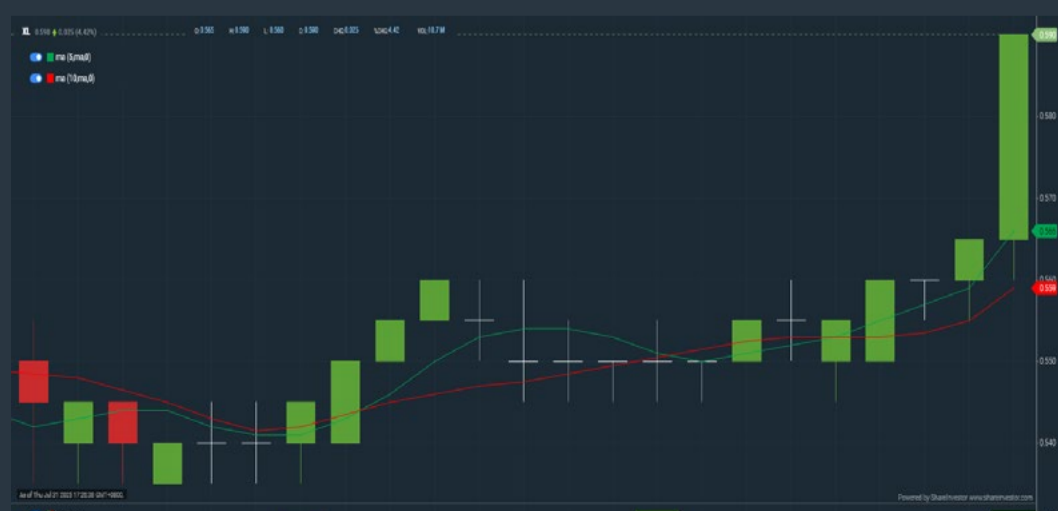 XL 0.590 0.025 (4.42%) O: 0.565 H: 0.590 L: 0.560 C: 0.590 CHG: 0.025 %CHG: 4.42 VOL: 10.7 M
ma (5,ma,0)
ma (10,ma,0)
0.590
0.580
0.570
0.566
0.560
0.559
0.550
0.540
Powered by ShareInvestor www.shareinvestor.com